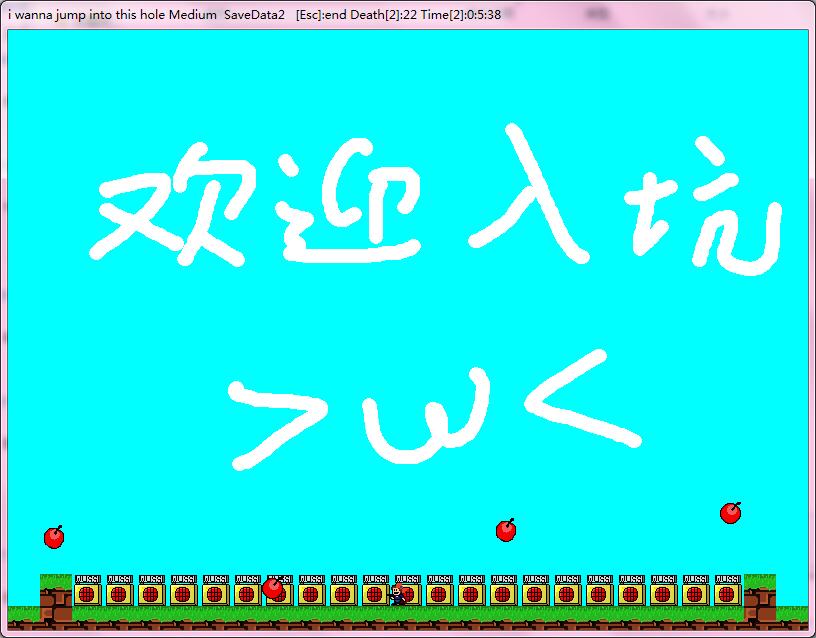 i wanna jump into this hole Medium  SaveData2   [Esc]:end Death[2]:22 Time[2]:0:5:38
欢迎入坑
>ω<